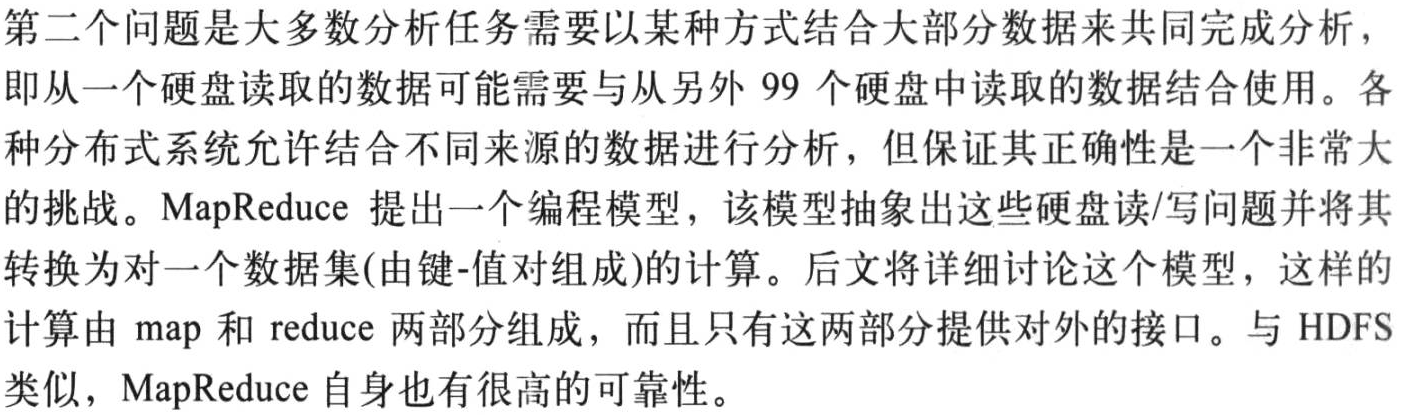 第二个问题是大多数分析任务需要以某种方式结合大部分数据来共同完成分析，
即从一个硬盘读取的数据可能需要与从另外 99 个硬盘中读取的数据结合使用。各
种分布式系统允许结合不同来源的数据进行分析，但保证其正确性是一个非常大
的挑战。MapReduce 提出一个编程模型，该模型抽象出这些硬盘读/写问题并将其
转换为对一个数据集(由键-值对组成)的计算。后文将详细讨论这个模型，这样的
计算由 map 和 reduce 两部分组成，而且只有这两部分提供对外的接口。与 HDFS
类似，MapReduce 自身也有很高的可靠性。